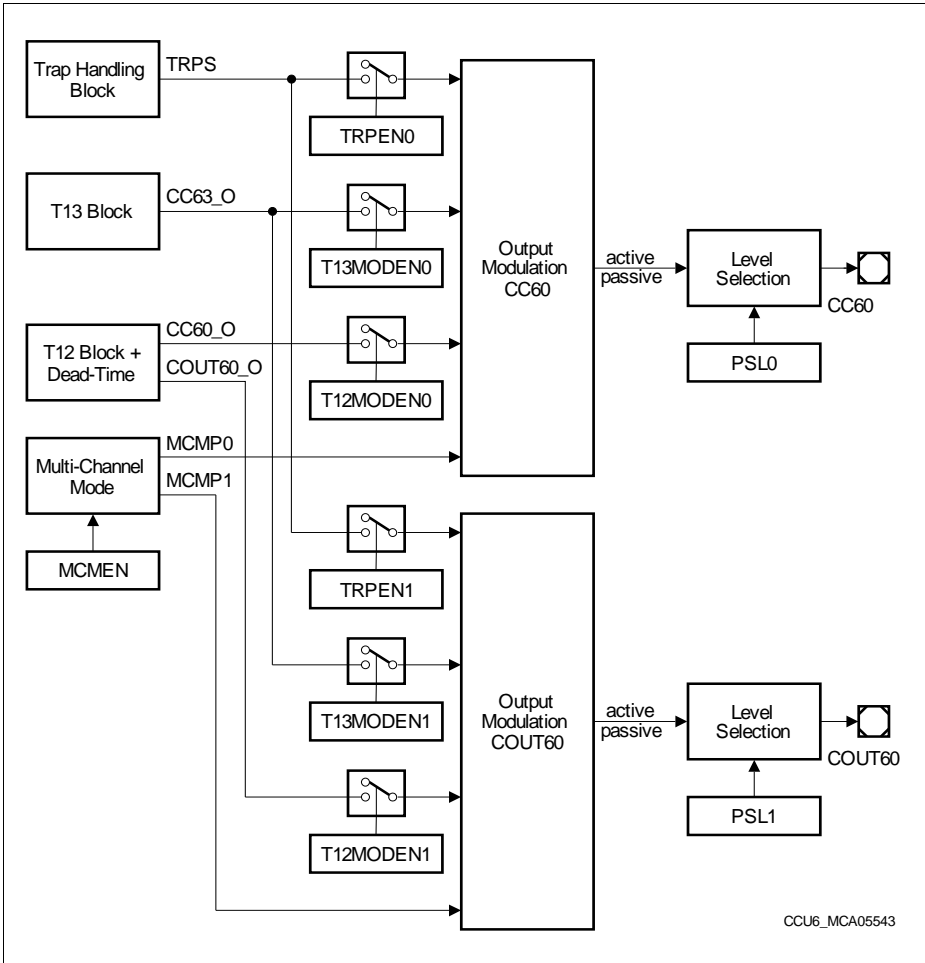 Trap Handling
Block
TRPS
TRPEN0
T13 Block
CC63_O
T13MODEN0
T12 Block +
Dead-Time
CC60_O
COUT60_O
T12MODEN0
Multi-Channel
Mode
MCMP0
MCMP1
MCMEN
Output
Modulation
CC60
active
passive
Level
Selection
CC60
PSL0
TRPEN1
T13MODEN1
T12MODEN1
Output
Modulation
COUT60
active
passive
Level
Selection
COUT60
PSL1
CCU6_MCA05543